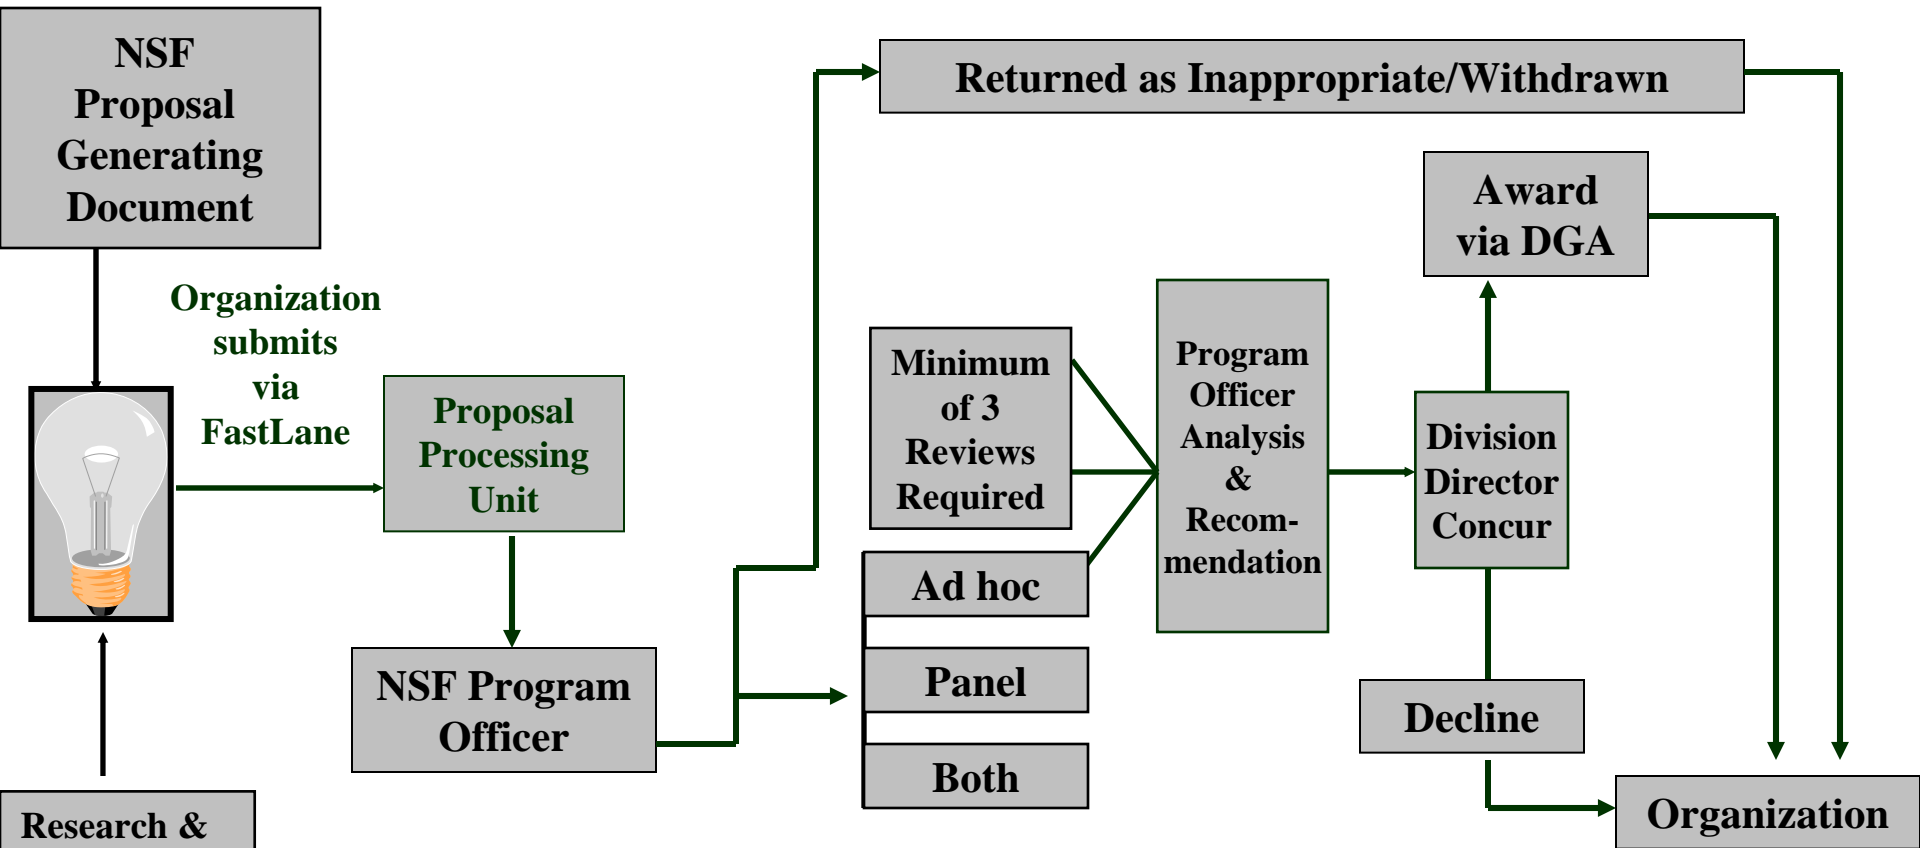 NSF
Proposal
Generating
Document
Organization
submits
via
FastLane
Proposal
Processing
Unit
NSF Program
Officer
Research &
Returned as Inappropriate/Withdrawn
Minimum
of 3
Reviews
Required
Ad hoc
Panel
Both
Program
Officer
Analysis
&
Recom-
mendation
Award
via DGA
Division
Director
Concur
Decline
Organization